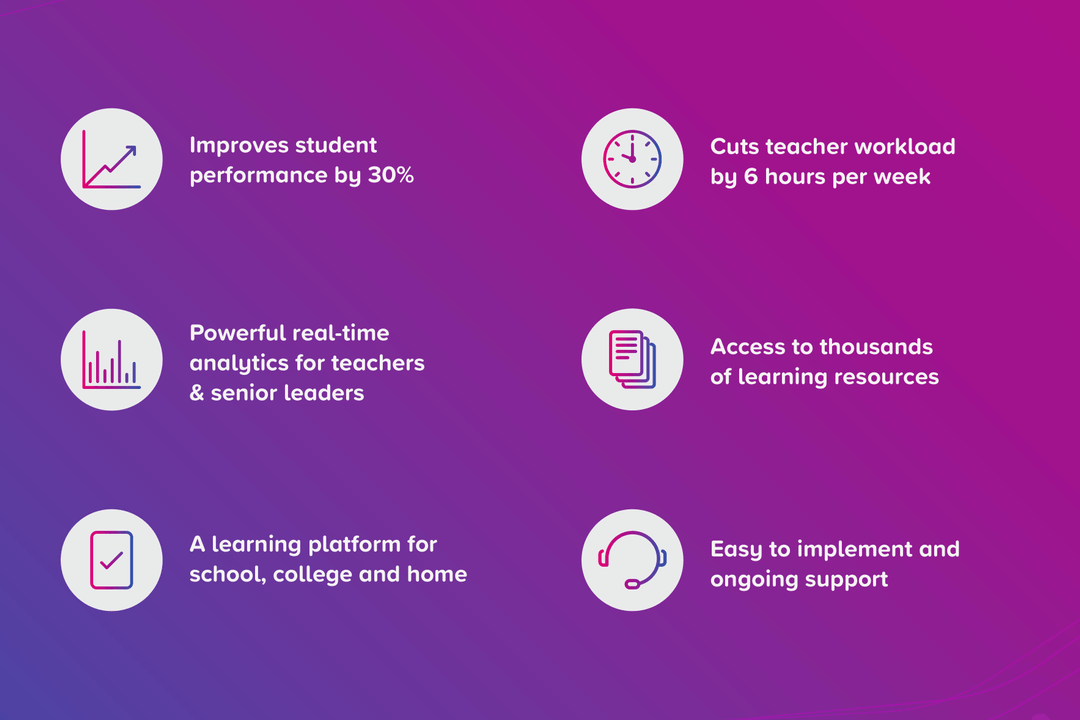 Improves student
performance by 30%
Cuts teacher workload
by 6 hours per week
Powerful real-time
analytics for teachers
& senior leaders
Access to thousands
of learning resources
A learning platform for
school, college and home
Easy to implement and
ongoing support